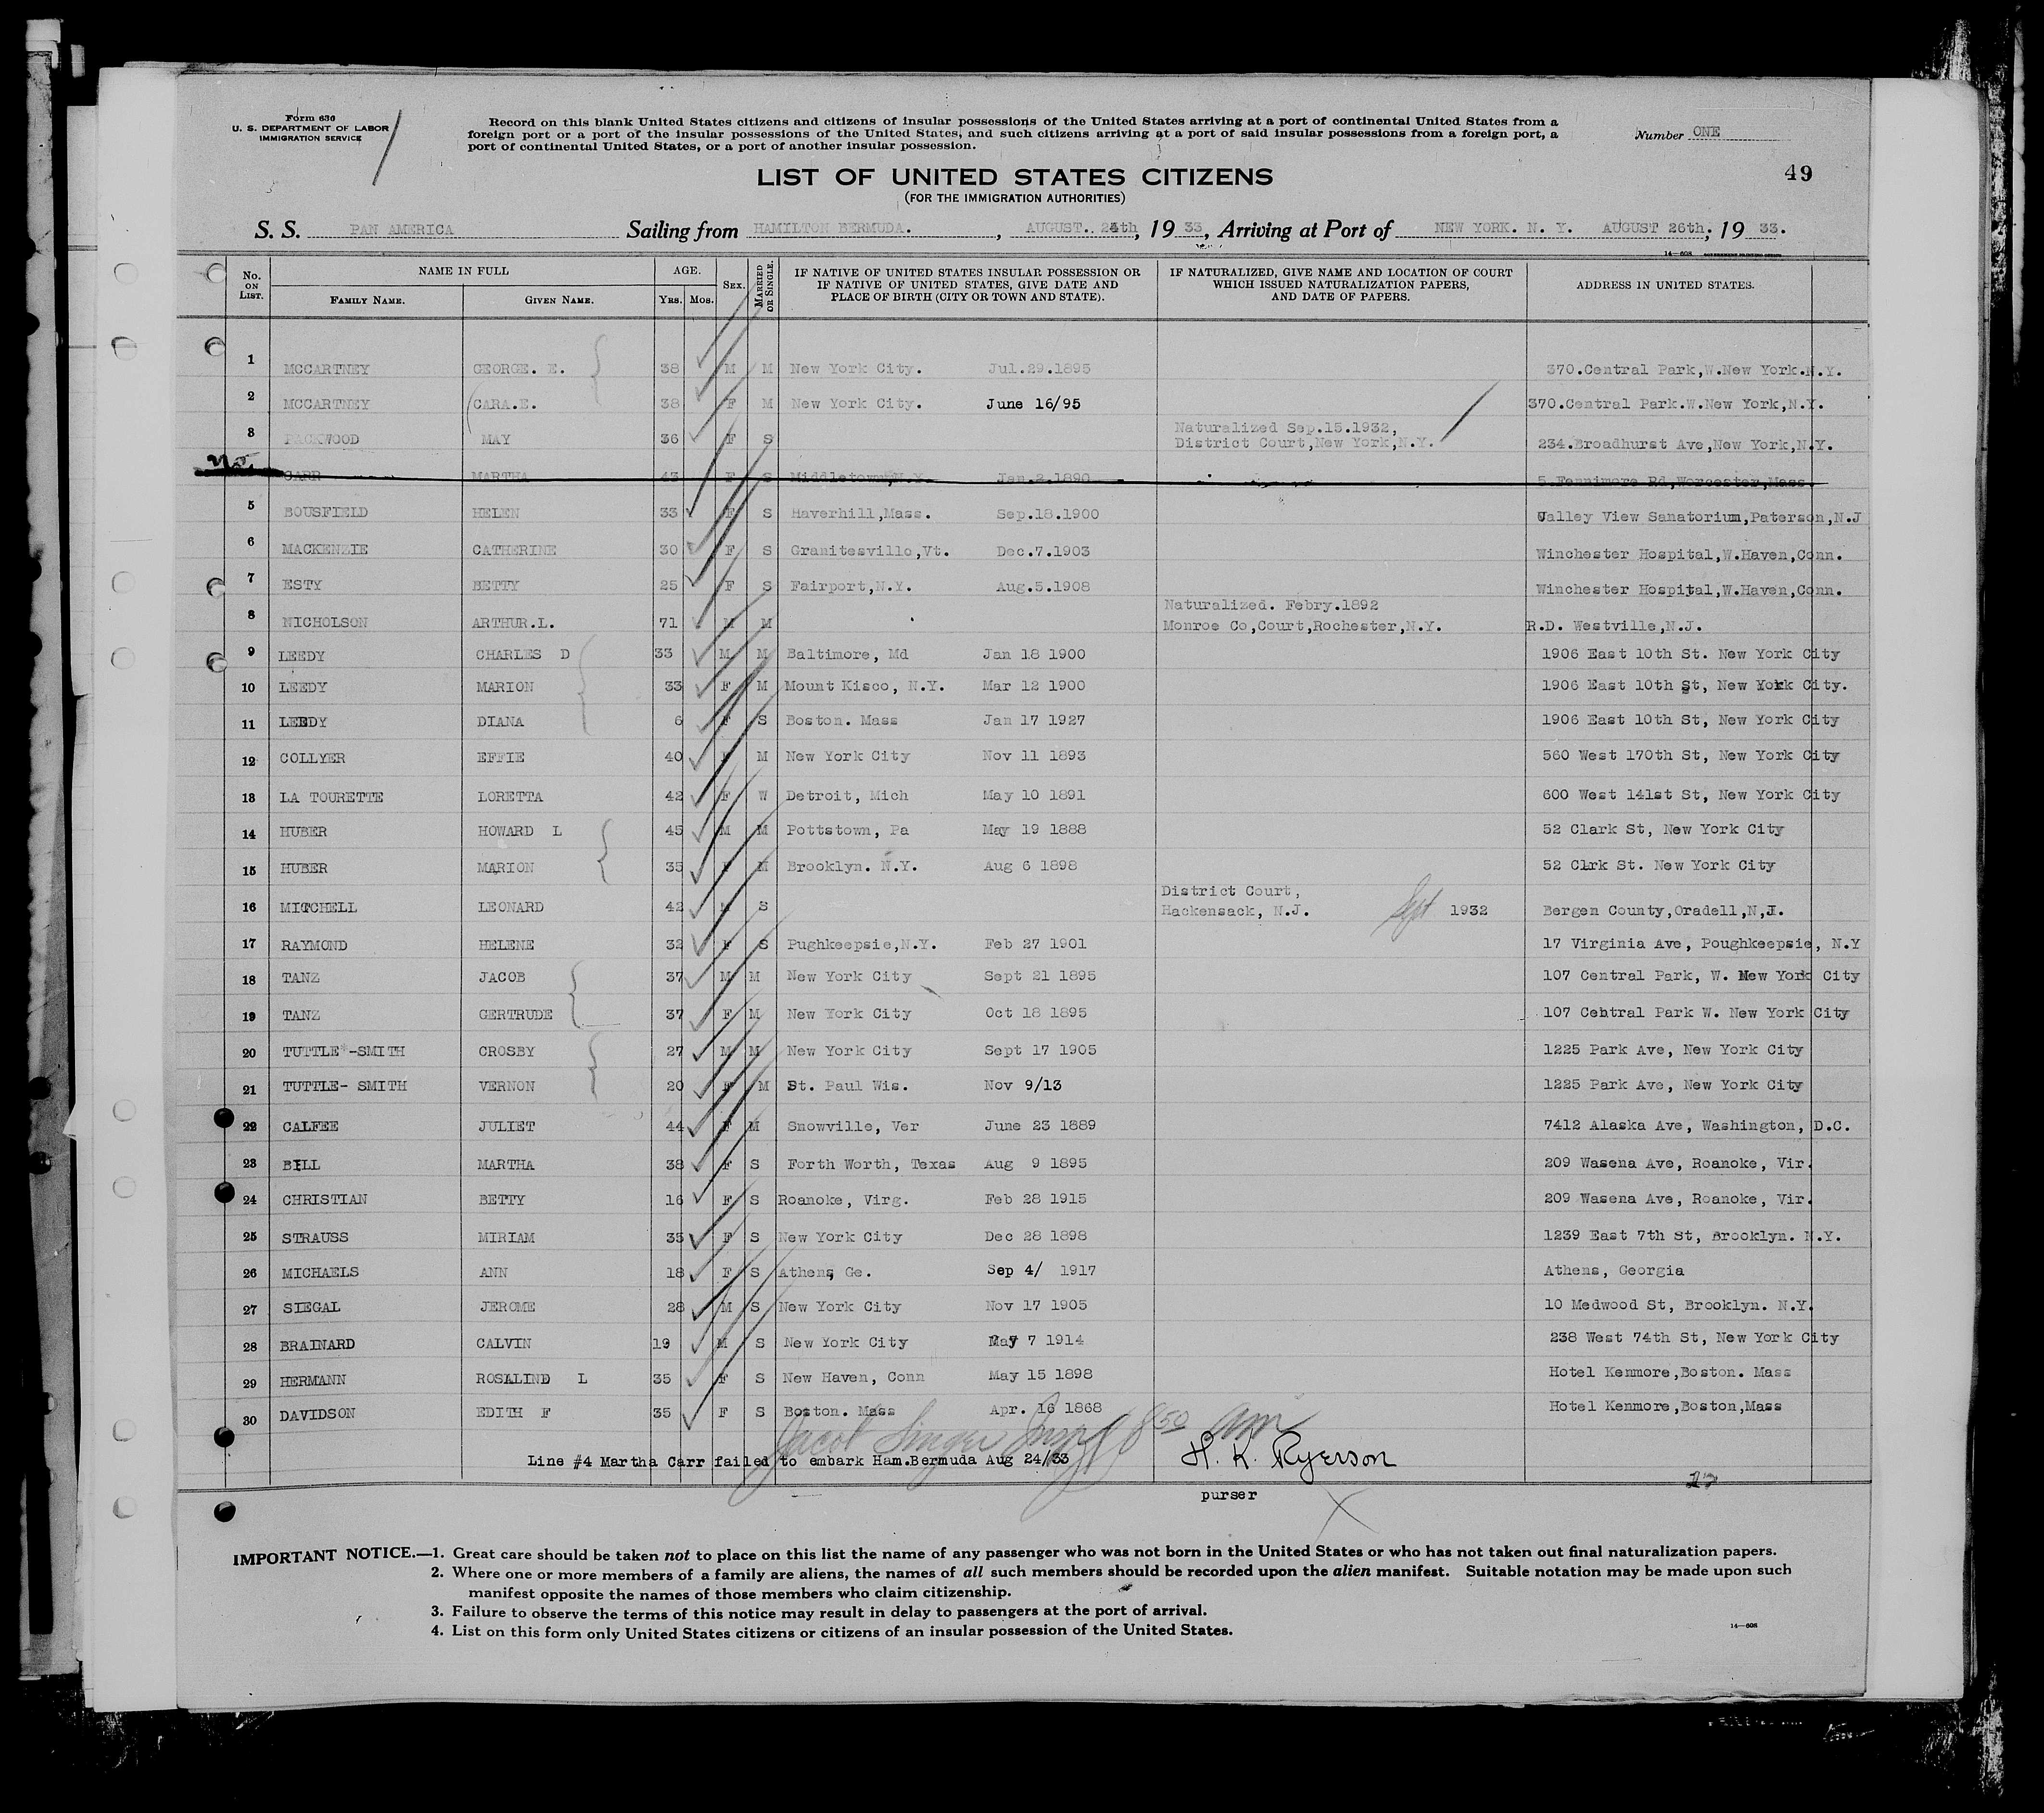 Form 630
U. S. DEPARTMENT OF LABOR
IMMIGRATION SERVICE
Record on this blank United States citizens and citizens of insular possessions of the United States arriving at a port of continental United States from a
foreign port or a port of the insular possessions of the United States, and such citizens arriving at a port of said insular possessions from a foreign port, a
port of continental United States, or a port of another insular possession.
Number ONE
49
LIST OF UNITED STATES CITIZENS
(FOR THE IMMIGRATION AUTHORITIES)
S. S. PAN AMERICA Sailing from HAMILTON BERMUDA. , AUGUST. 24th, 19 33, Arriving at Port of NEW YORK. N. Y. AUGUST 26th; 19 33.
14—608 GOVERNMENT PRINTING OFFICE
No. ON LIST. NAME IN FULL AGE. SEX. MARRIED OR SINGLE. IF NATIVE OF UNITED STATES INSULAR POSSESSION OR IF NATIVE OF UNITED STATES, GIVE DATE AND PLACE OF BIRTH (CITY OR TOWN AND STATE). IF NATURALIZED, GIVE NAME AND LOCATION OF COURT WHICH ISSUED NATURALIZATION PAPERS, AND DATE OF PAPERS. ADDRESS IN UNITED STATES.
FAMILY NAME. GIVEN NAME. YRS. MOS.
1 MCCARTNEY GEORGE. E. 38 M M New York City. Jul.29.1895 370.Central Park,W.New York.N.Y.
2 MCCARTNEY CARA.E. 38 F M New York City. June 16/95 370.Central Park.W.New York,N.Y.
3 PACKWOOD MAY 36 F S Naturalized Sep.15.1932, District Court,New York,N.Y. 234.Broadhurst Ave,New York,N.Y.
no. CARR MARTHA 43 F S Middletown,N.Y. Jan.2.1890 5.Fennimore Rd,Worcester,Mass.
5 BOUSFIELD HELEN 33 F S Haverhill,Mass. Sep.18.1900 Valley View Sanatorium,Paterson,N.J
6 MACKENZIE CATHERINE 30 F S Granitesville,Vt. Dec.7.1903 Winchester Hospital,W.Haven,Conn.
7 ESTY BETTY 25 F S Fairport,N.Y. Aug.5.1908 Winchester Hospital,W.Haven,Conn.
8 NICHOLSON ARTHUR.L. 71 M M Naturalized. Febry.1892 Monroe Co,Court,Rochester,N.Y. R.D. Westville,N.J.
9 LEEDY CHARLES D 33 M M Baltimore, Md Jan 18 1900 1906 East 10th St. New York City
10 LEEDY MARION 33 F M Mount Kisco, N.Y. Mar 12 1900 1906 East 10th St, New York City.
11 LEEDY DIANA 6 F S Boston. Mass Jan 17 1927 1906 East 10th St, New York City
12 COLLYER EFFIE 40 F M New York City Nov 11 1893 560 West 170th St, New York City
13 LA TOURETTE LORETTA 42 F W Detroit, Mich May 10 1891 600 West 141st St, New York City
14 HUBER HOWARD L 45 M M Pottstown, Pa May 19 1888 52 Clark St, New York City
15 HUBER MARION 35 F M Brooklyn. N.Y. Aug 6 1898 52 Clrk St. New York City
16 MITCHELL LEONARD 42 M S District Court, Hackensack, N.J. Sept 1932 Bergen County,Oradell,N,J.
17 RAYMOND HELENE 32 F S Pughkeepsie,N.Y. Feb 27 1901 17 Virginia Ave, Poughkeepsie, N.Y
18 TANZ JACOB 37 M M New York City Sept 21 1895 107 Central Park, W. New York City
19 TANZ GERTRUDE 37 F M New York City Oct 18 1895 107 Cehtral Park W. New York City
20 TUTTLE -SMITH CROSBY 27 M M New York City Sept 17 1905 1225 Park Ave, New York City
21 TUTTLE- SMITH VERNON 20 F M St. Paul Wis. Nov 9/13 1225 Park Ave, New York City
22 CALFEE JULIET 44 F M Snowville, Ver June 23 1889 7412 Alaska Ave, Washington, D.C.
23 BILL MARTHA 38 F S Forth Worth, Texas Aug 9 1895 209 Wasena Ave, Roanoke, Vir.
24 CHRISTIAN BETTY 16 F S Roanoke, Virg. Feb 28 1915 209 Wasena Ave, Roanoke, Vir.
25 STRAUSS MIRIAM 35 F S New York City Dec 28 1898 1239 East 7th St, Brooklyn. N.Y.
26 MICHAELS ANN 18 F S Athens, Ge. Sep 4/ 1917 Athens, Georgia
27 SIEGAL JEROME 28 M S New York City Nov 17 1905 10 Medwood St, Brooklyn. N.Y.
28 BRAINARD CALVIN 19 M S New York City May 7 1914 238 West 74th St, New York City
29 HERMANN ROSALIND L 35 F S New Haven, Conn May 15 1898 Hotel Kenmore,Boston. Mass
30 DAVIDSON EDITH F 35 F S Boston. Mass Apr. 16 1868 Hotel Kenmore,Boston,Mass
Jacob Singer Insp 8 50 am
Line #4 Martha Carr failed to embark Ham.Bermuda Aug 24/33 H. K. Ryerson
purser
IMPORTANT NOTICE.—1. Great care should be taken not to place on this list the name of any passenger who was not born in the United States or who has not taken out final naturalization papers.
2. Where one or more members of a family are aliens, the names of all such members should be recorded upon the alien manifest. Suitable notation may be made upon such
manifest opposite the names of those members who claim citizenship.
3. Failure to observe the terms of this notice may result in delay to passengers at the port of arrival.
4. List on this form only United States citizens or citizens of an insular possession of the United States.
14—608